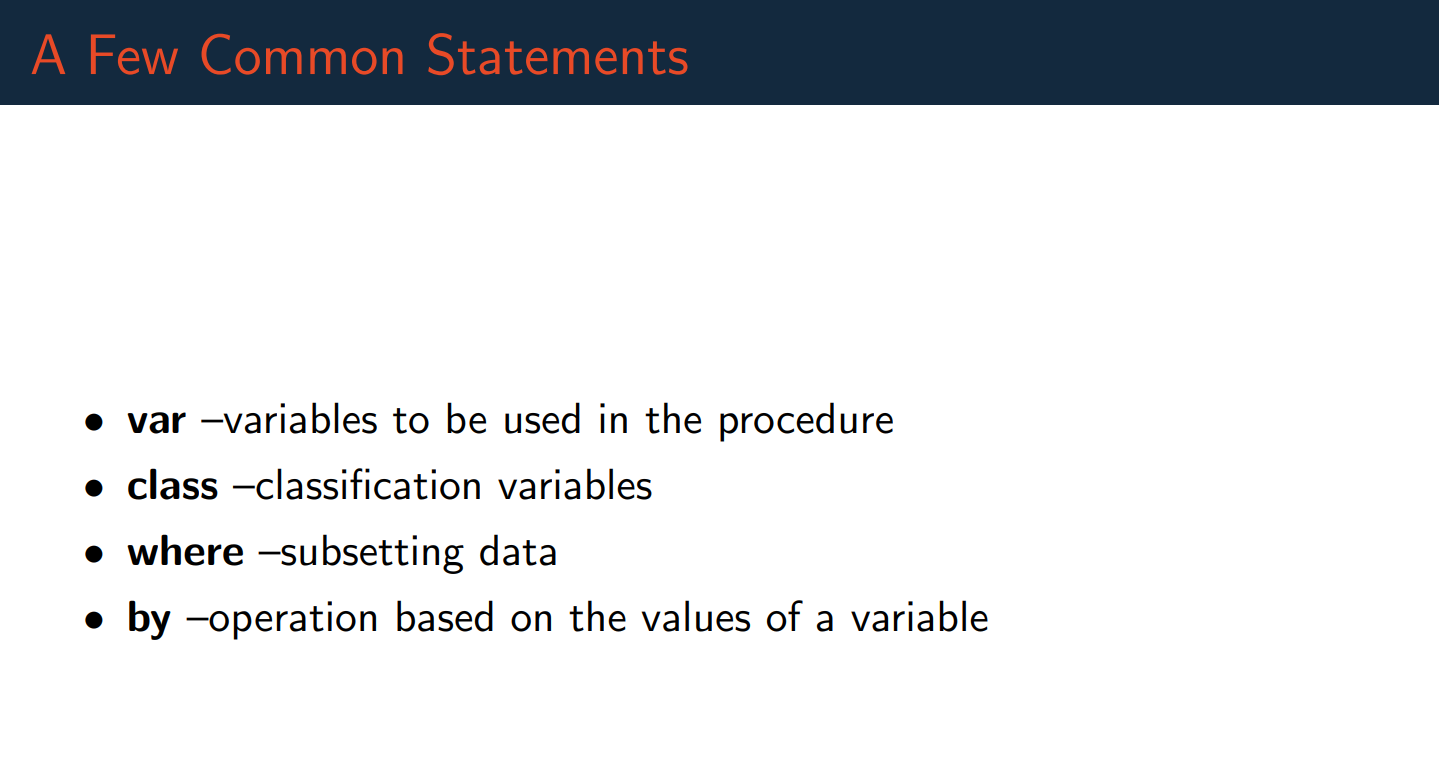 A Few Common Statements
• var –variables to be used in the procedure
• class –classification variables
• where –subsetting data
• by –operation based on the values of a variable